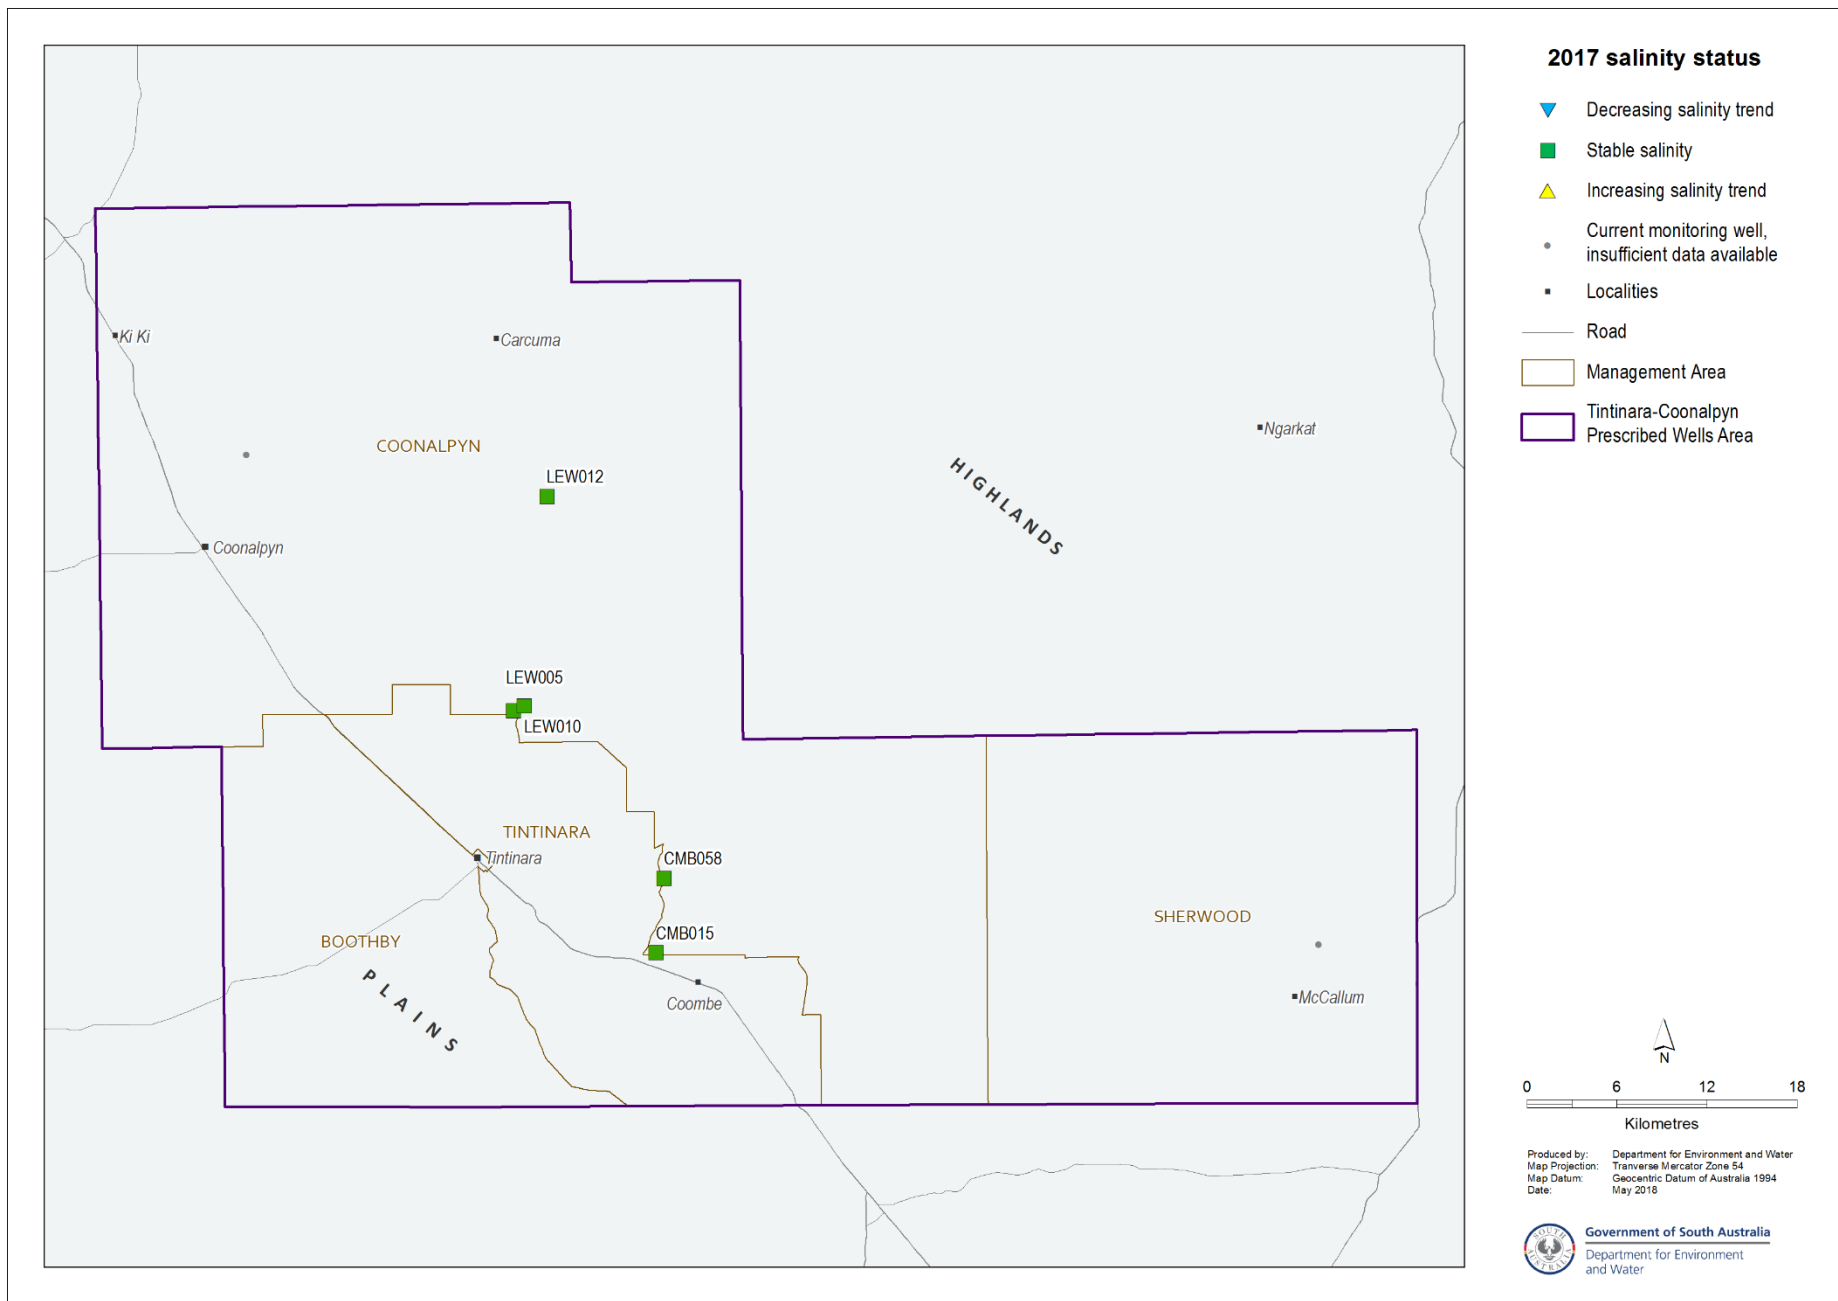 2017 salinity status
Decreasing salinity trend
Stable salinity
Increasing salinity trend
Current monitoring well,
insufficient data available
Localities
Road
Management Area
Tintinara-Coonalpyn
Prescribed Wells Area
Ki Ki
Carcuma
Ngarkat
COONALPYN
HIGHLANDS
LEW012
Coonalpyn
LEW005
LEW010
TINTINARA
Tintinara
CMB058
SHERWOOD
CMB015
BOOTHBY
PLAINS
Coombe
McCallum
N
0 6 12 18
Kilometres
Produced by: Department for Environment and Water
Map Projection: Tranverse Mercator Zone 54
Map Datum: Geocentric Datum of Australia 1994
Date: May 2018
SOUTH AUSTRALIA
Government of South Australia
Department for Environment
and Water